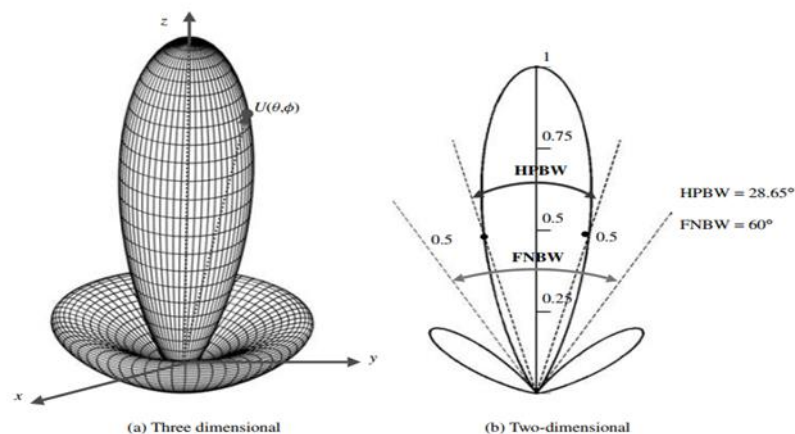 z
U(θ,ϕ)
y
x
(a) Three dimensional
1
0.75
HPBW
HPBW = 28.65°
0.5
FNBW = 60°
0.5
0.5
FNBW
0.25
(b) Two-dimensional